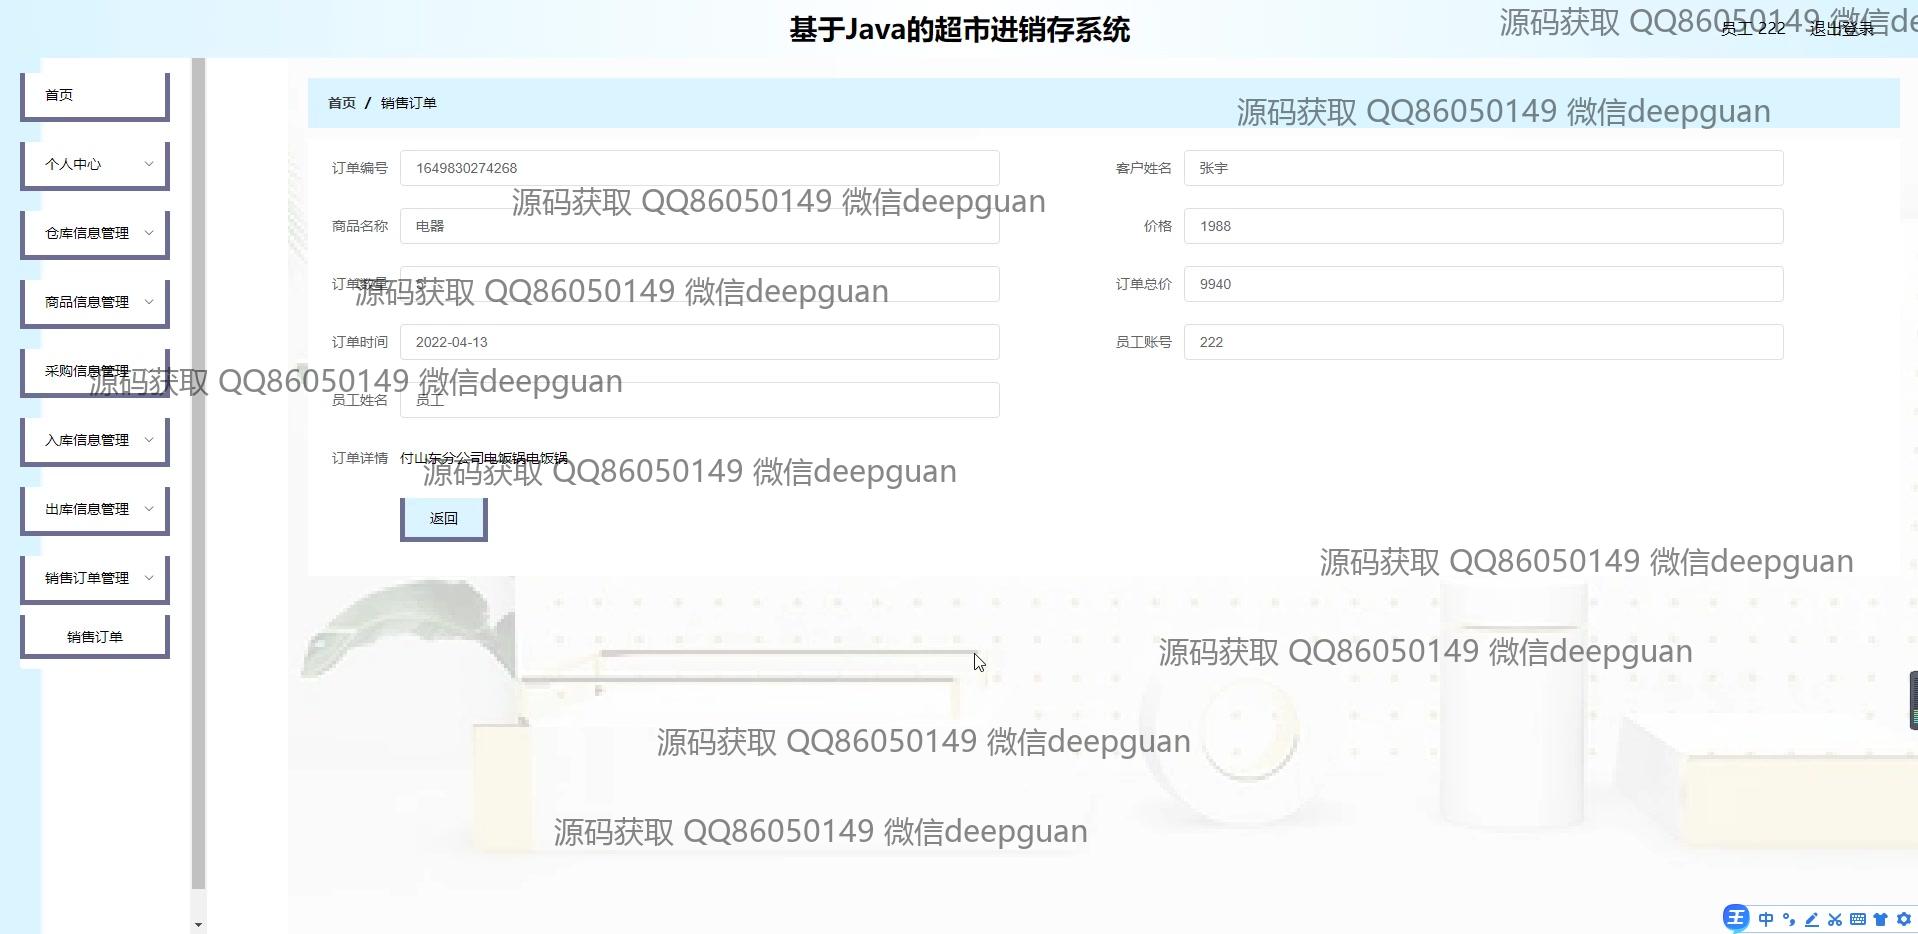 基于Java的超市进销存系统
员工 222 退出登录
源码获取 QQ86050149 微信de
首页
个人中心
仓库信息管理
商品信息管理
采购信息管理
入库信息管理
出库信息管理
销售订单管理
销售订单
首页 / 销售订单
源码获取 QQ86050149 微信deepguan
订单编号 1649830274268 客户姓名 张宇
源码获取 QQ86050149 微信deepguan
商品名称 电器 价格 1988
订单数量 订单总价 9940
源码获取 QQ86050149 微信deepguan
订单时间 2022-04-13 员工账号 222
源码获取 QQ86050149 微信deepguan
员工姓名 员工
订单详情 付山东分公司电饭锅电饭锅
源码获取 QQ86050149 微信deepguan
返回
源码获取 QQ86050149 微信deepguan
源码获取 QQ86050149 微信deepguan
源码获取 QQ86050149 微信deepguan
源码获取 QQ86050149 微信deepguan
王 中